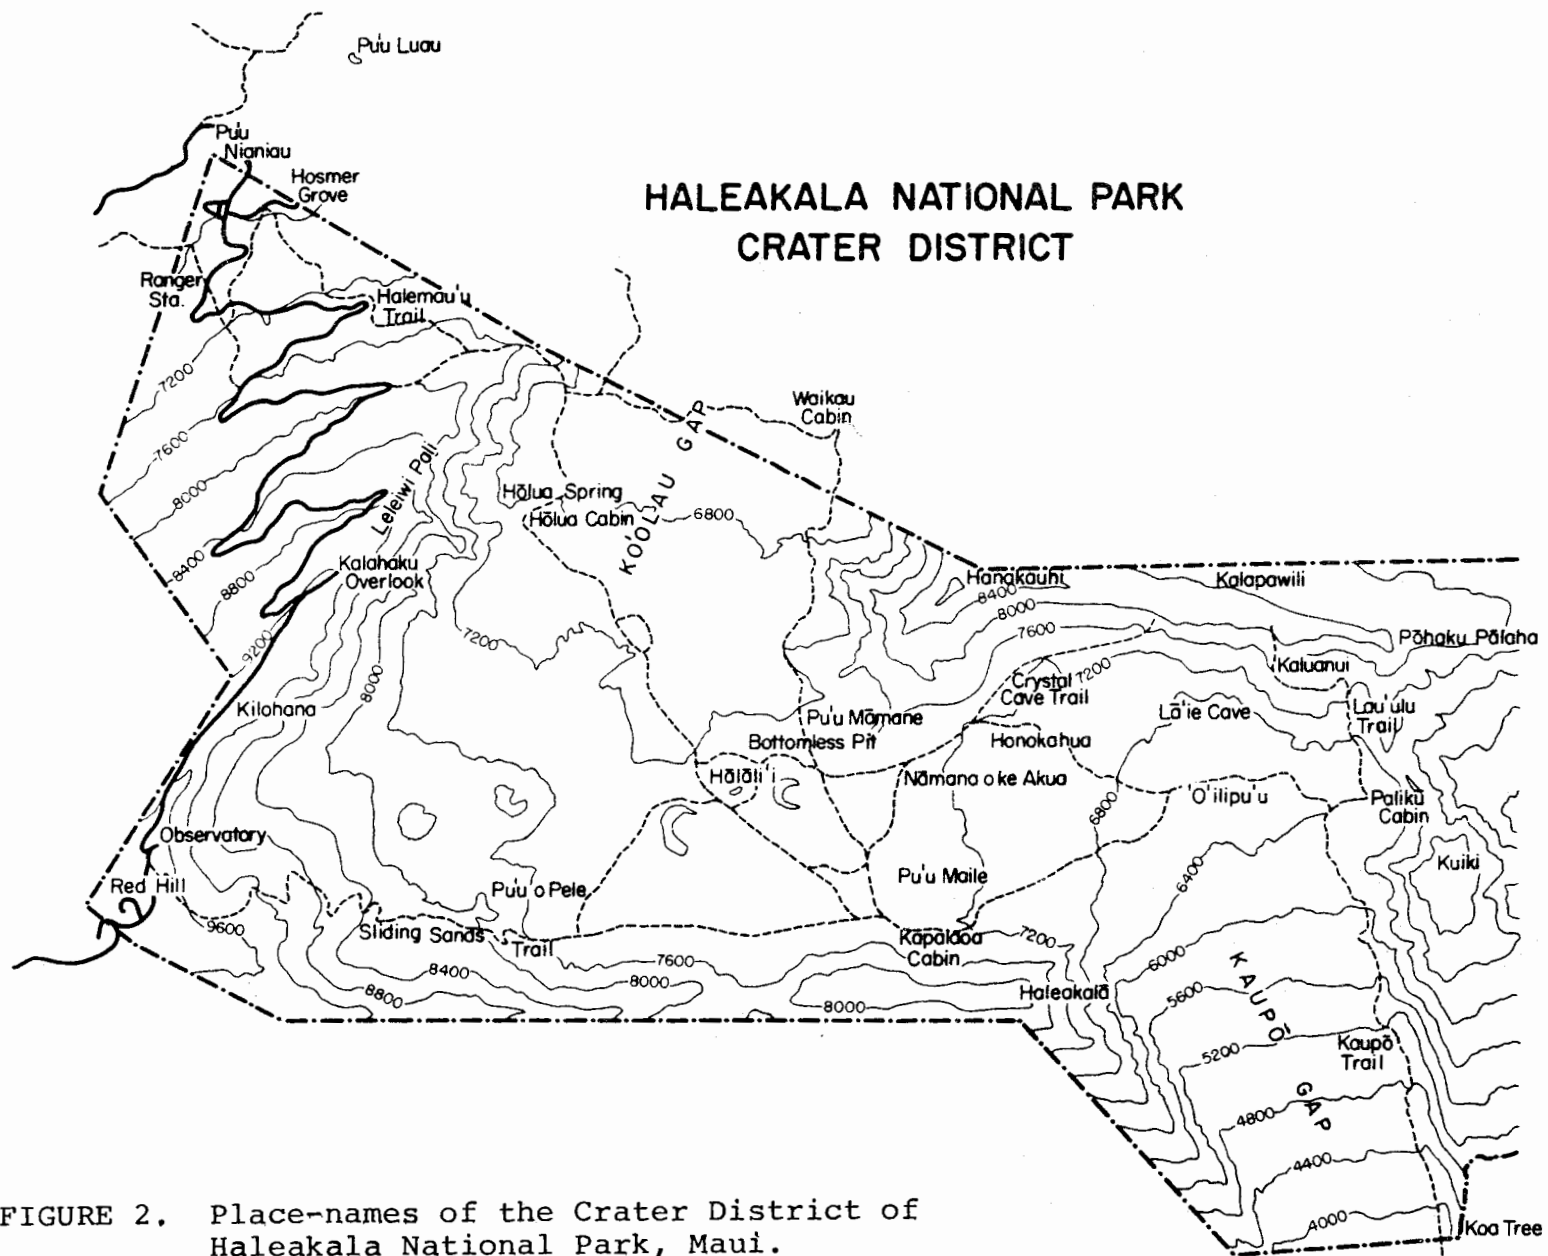 Pu'u Luau
Pu'u
Nianiau
Hosmer
Grove
HALEAKALA NATIONAL PARK
CRATER DISTRICT
Ranger
Sta.
Halemau'u
Trail
7200
Waikau
Cabin
KO'OLAU GAP
7600
Leleiwi Pali
8000
Hōlua Spring
Hōlua Cabin
6800
8400
8800
Kalahaku
Overlook
Hanakauhi
8400
Kalapawili
8000
7600
9200
7200
Pōhaku Pālaha
Kaluanui
8000
Crystal
Cave Trail
7200
Kilohana
Pu'u Māmane
Lā'ie Cave
Lau'ulu
Trail
Bottomless Pit
Honokahua
Hālāli'i
Nāmana o ke Akua
'O'ilipu'u
6800
Palikū
Cabin
Observatory
Kuiki
Red Hill
Pu'u o Pele
Pu'u Maile
6400
9600
Sliding Sands
Trail
Kapalāoa
Cabin
7200
7600
8400
8000
8800
8000
Haleakalā
6000
5600
KAUPŌ GAP
5200
Kaupō
Trail
4800
4400
4000
Koa Tree
FIGURE 2. Place-names of the Crater District of
Haleakala National Park, Maui.